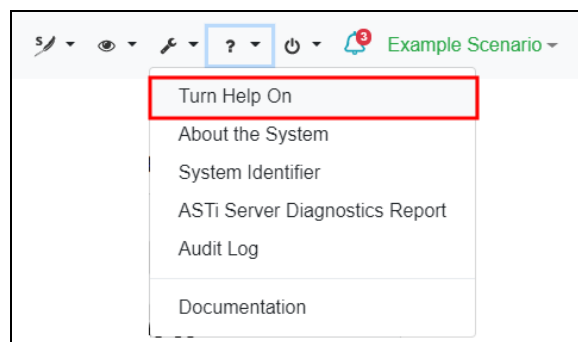 S
?
3
Example Scenario
Turn Help On
About the System
System Identifier
ASTi Server Diagnostics Report
Audit Log
Documentation